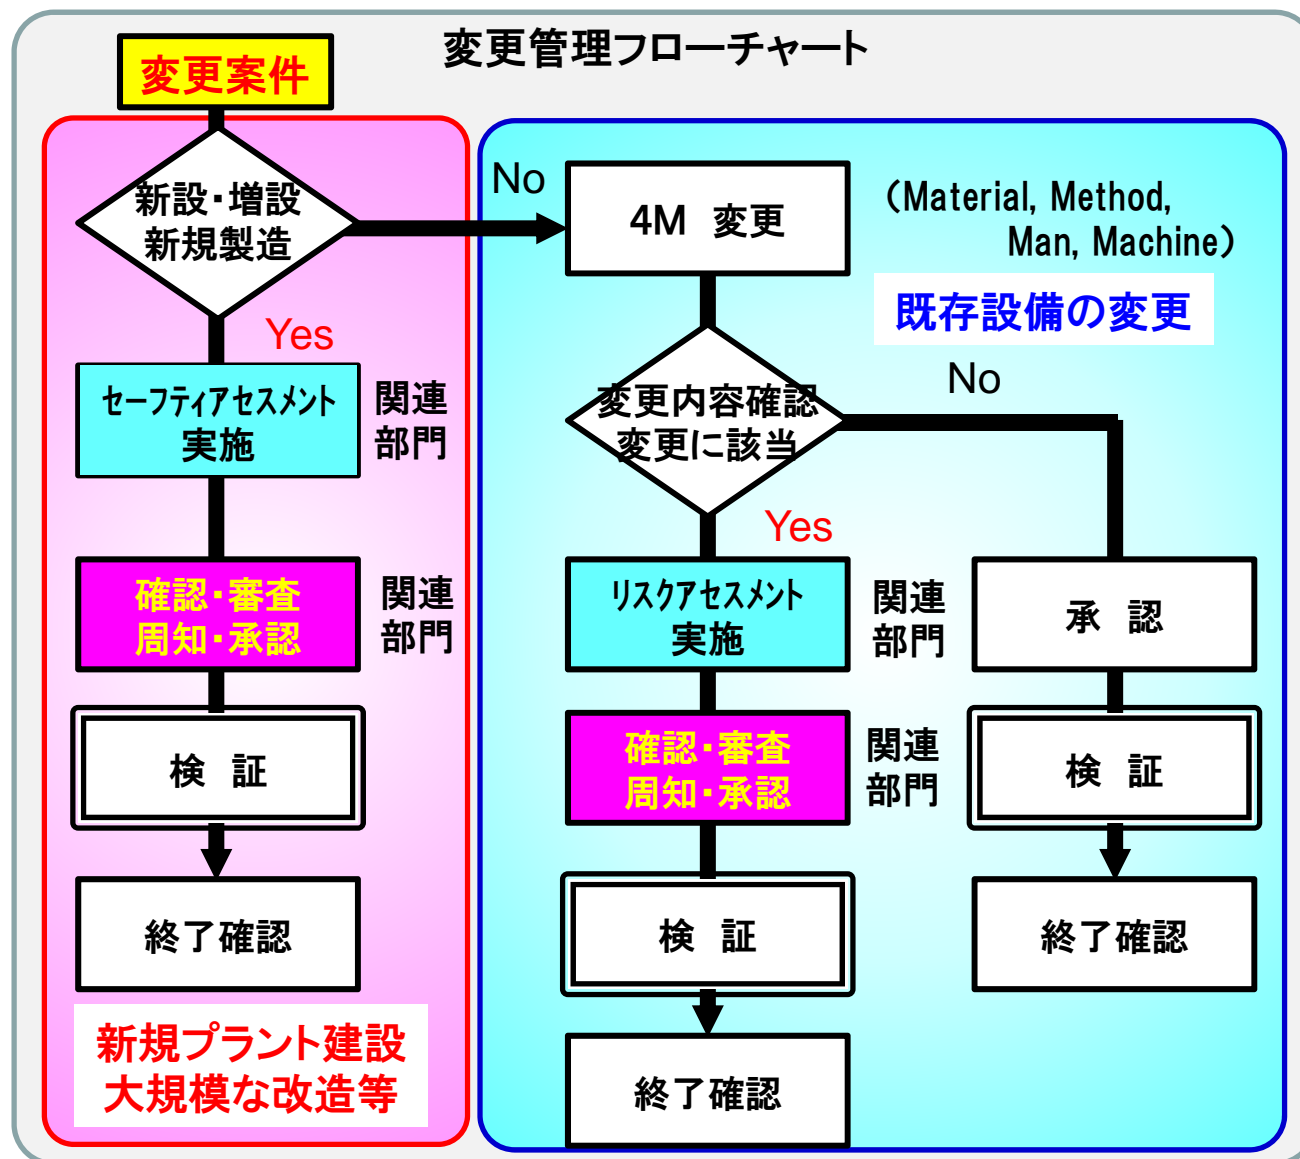 変更管理フローチャート
変更案件
新設・増設
新規製造
Yes
セーフティアセスメント
実施
関連
部門
確認・審査
周知・承認
関連
部門
検 証
終了確認
新規プラント建設
大規模な改造等
No
4M 変更
（Material, Method,
Man, Machine）
既存設備の変更
変更内容確認
変更に該当
No
Yes
リスクアセスメント
実施
関連
部門
確認・審査
周知・承認
関連
部門
検 証
終了確認
承 認
検 証
終了確認